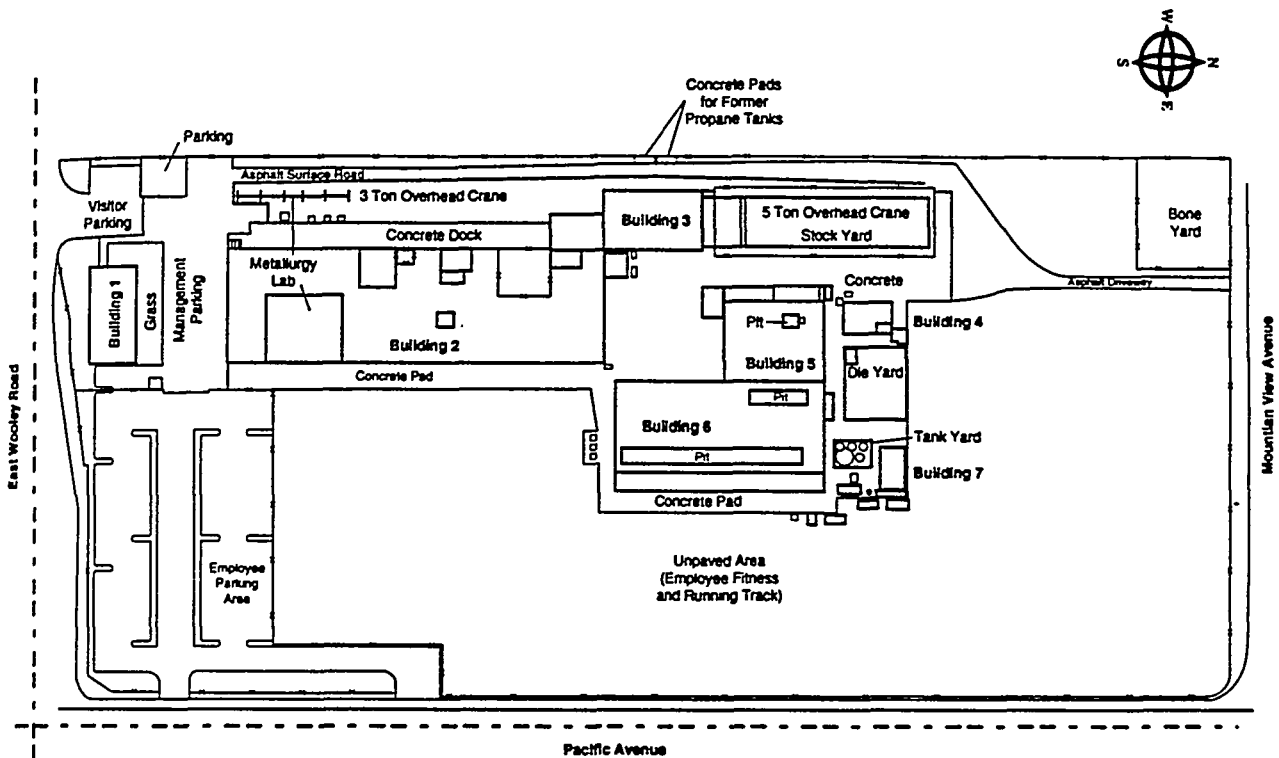 W
S
N
E
Concrete Pads
for Former
Propane Tanks
Parking
Asphalt Surface Road
3 Ton Overhead Crane
Visitor
Parking
Building 3
5 Ton Overhead Crane
Stock Yard
Bone
Yard
Concrete Dock
Metallurgy
Lab
Concrete
Asphalt Driveway
Building 1
Grass
Management
Parking
Pit
Building 4
Building 2
Building 5
Die Yard
Concrete Pad
Pit
Building 6
Tank Yard
Pit
Building 7
Concrete Pad
East Wooley Road
Mountian View Avenue
Unpaved Area
(Employee Fitness
and Running Track)
Employee
Parking
Area
Pacific Avenue